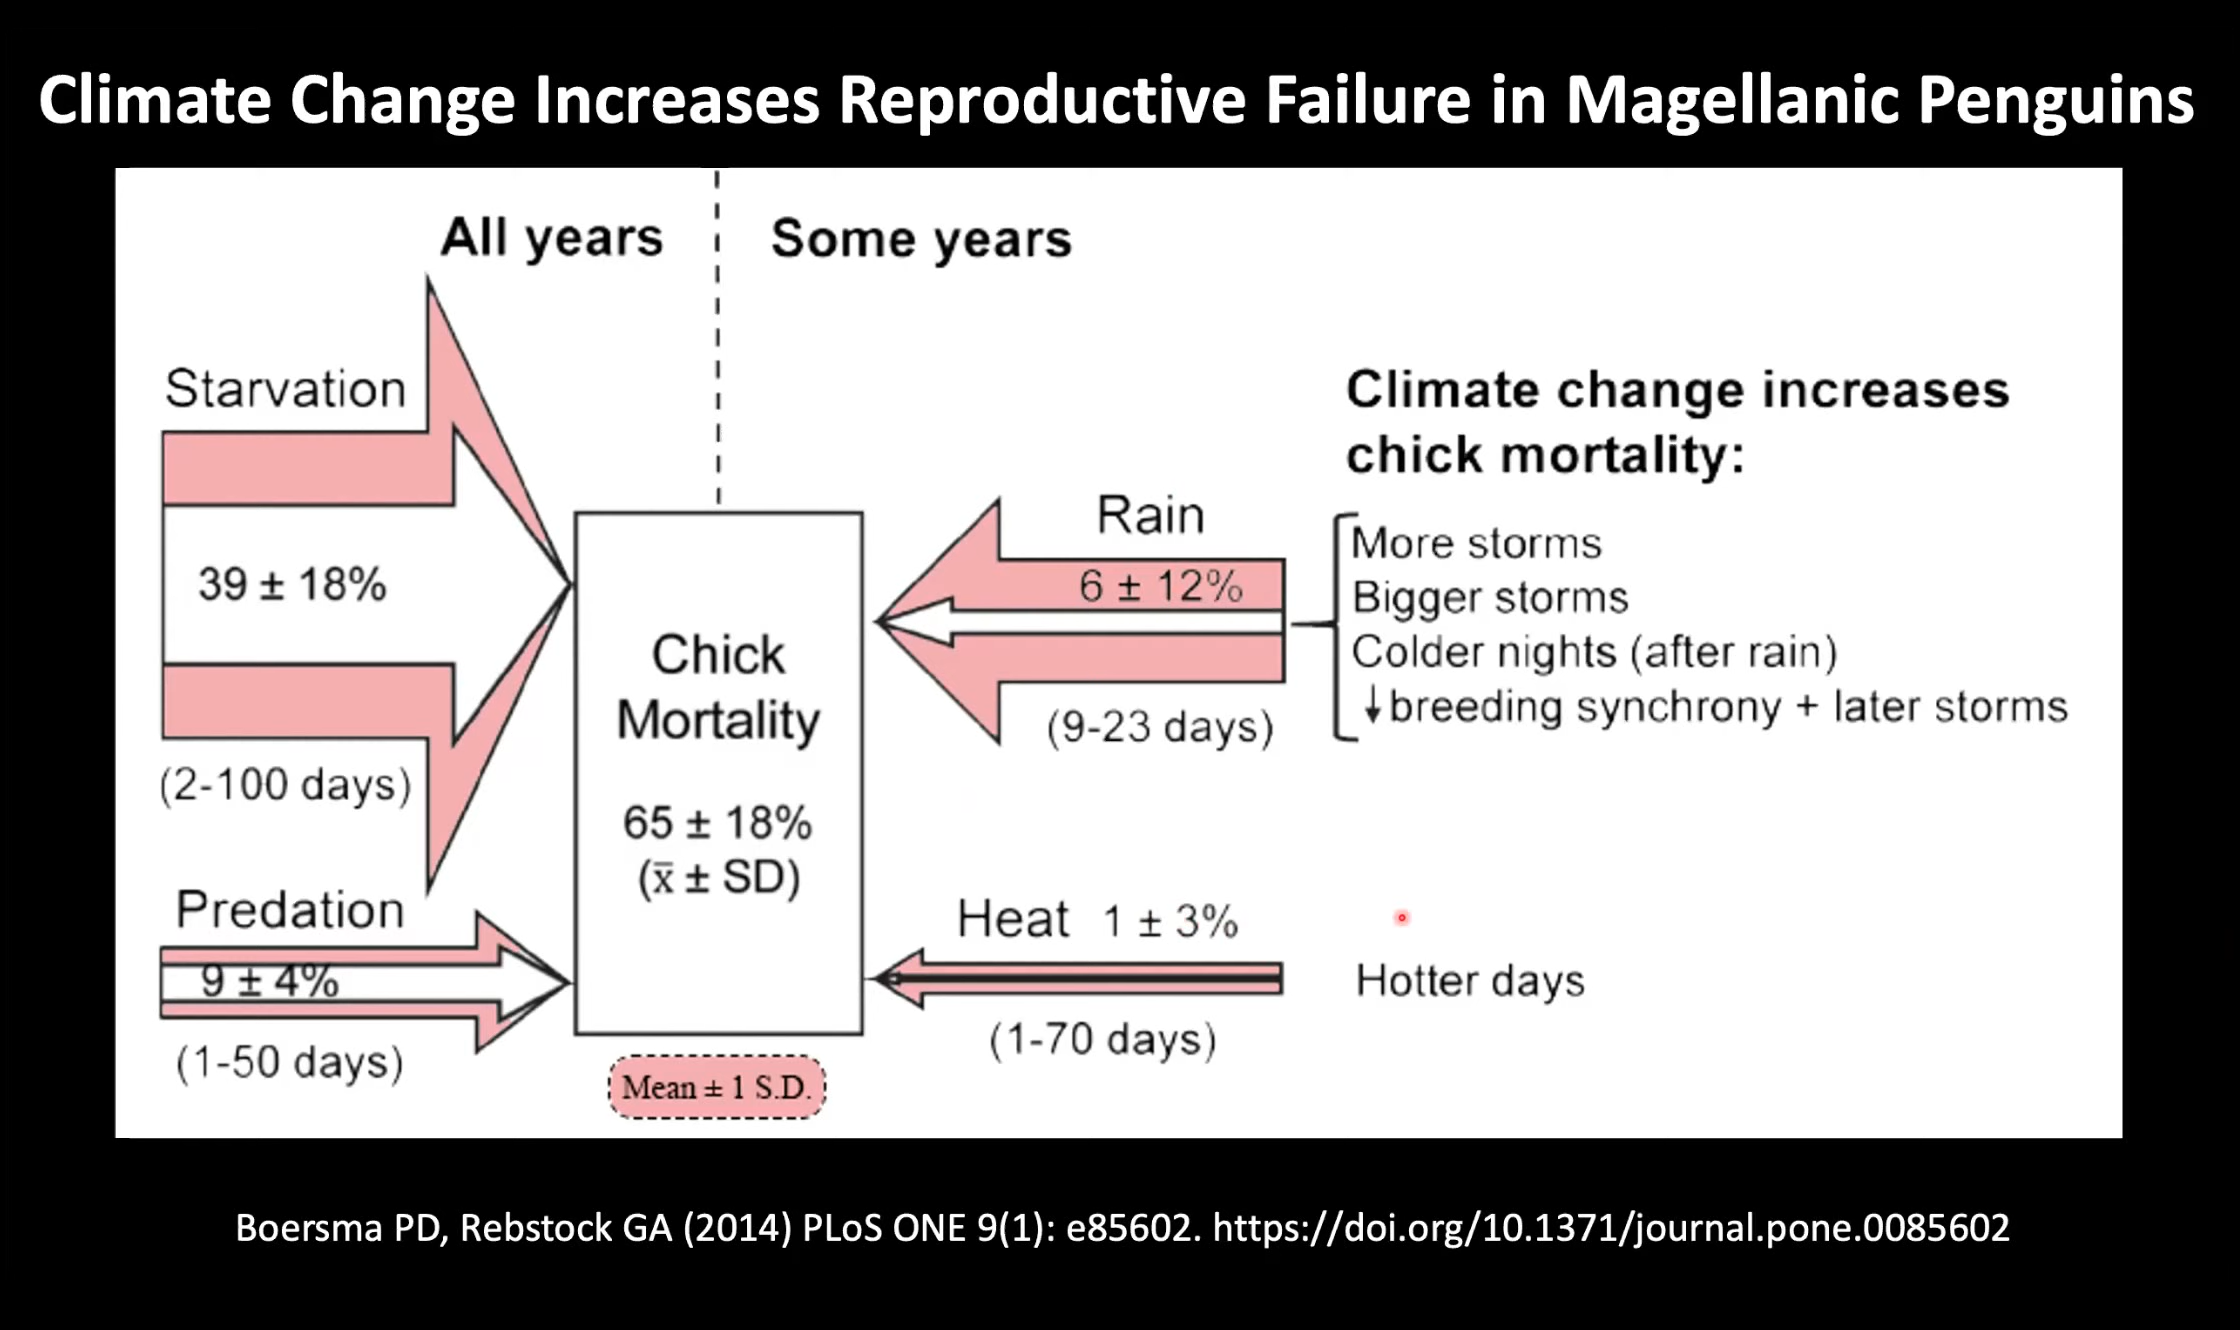 Climate Change Increases Reproductive Failure in Magellanic Penguins
All years
Some years
Starvation
39 ± 18%
(2-100 days)
Predation
9 ± 4%
(1-50 days)
Chick
Mortality
65 ± 18%
(x̅ ± SD)
Mean ± 1 S.D.
Rain
6 ± 12%
(9-23 days)
Heat 1 ± 3%
(1-70 days)
Climate change increases
chick mortality:
More storms
Bigger storms
Colder nights (after rain)
↓breeding synchrony + later storms
Hotter days
Boersma PD, Rebstock GA (2014) PLoS ONE 9(1): e85602. https://doi.org/10.1371/journal.pone.0085602